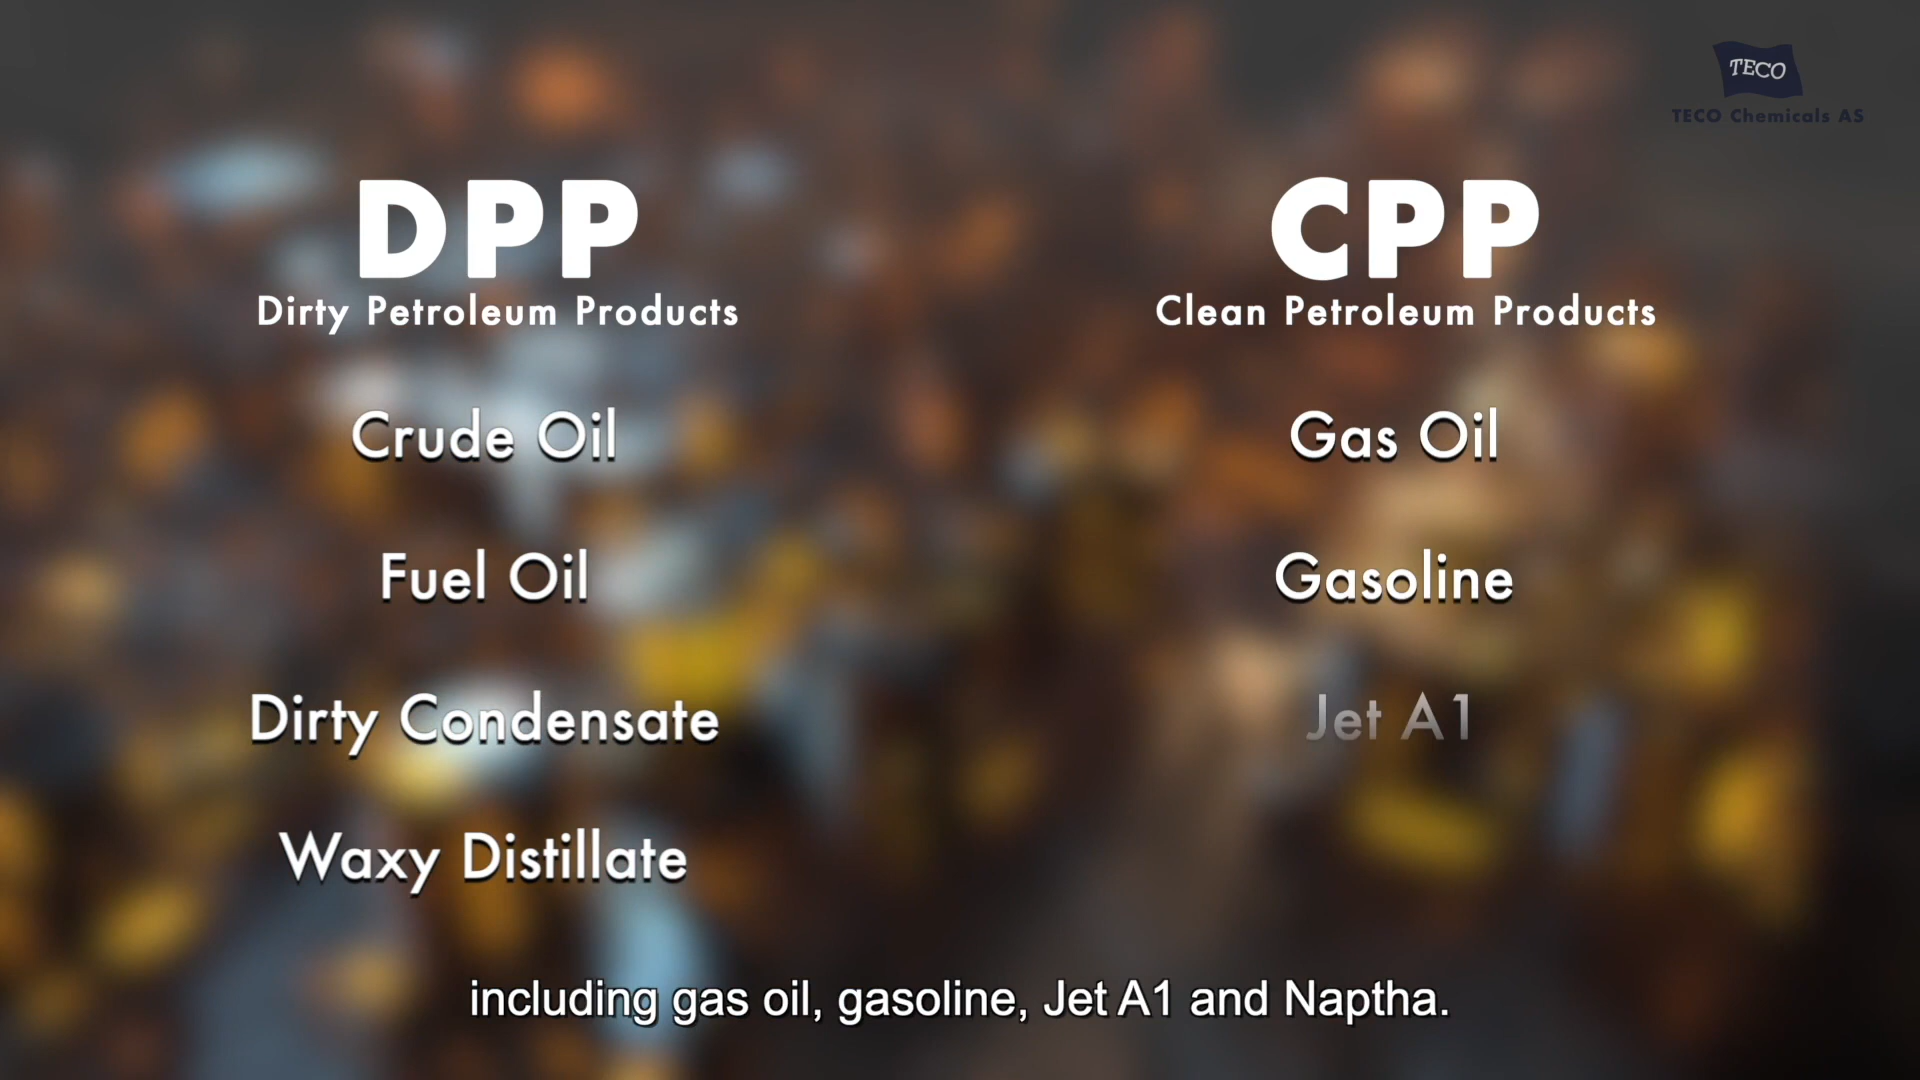 TECO
TECO Chemicals AS
DPP
Dirty Petroleum Products
Crude Oil
Fuel Oil
Dirty Condensate
Waxy Distillate
CPP
Clean Petroleum Products
Gas Oil
Gasoline
Jet A1
including gas oil, gasoline, Jet A1 and Naptha.